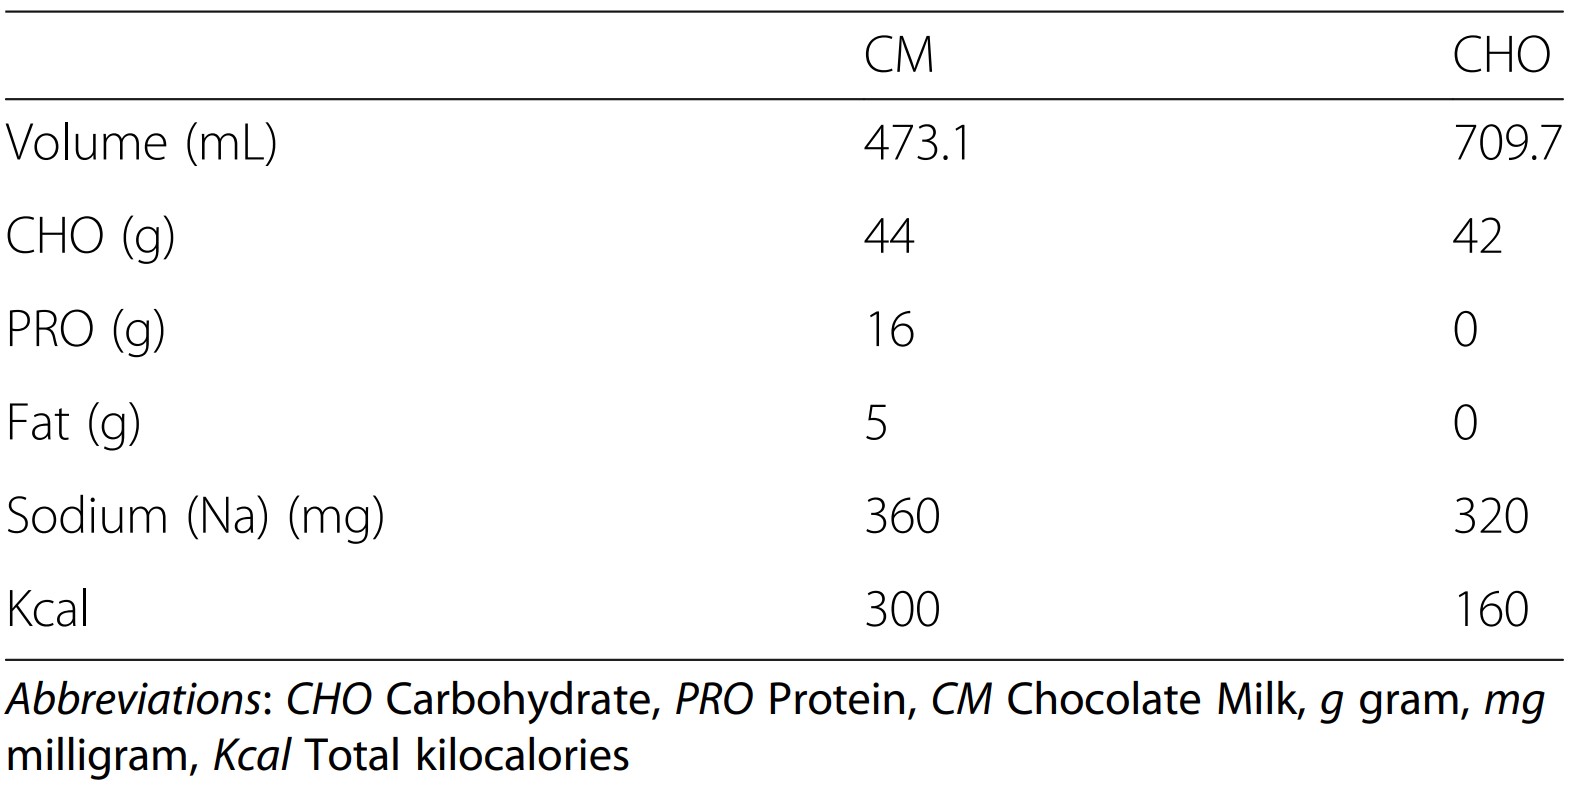 CM CHO
Volume (mL) 473.1 709.7
CHO (g) 44 42
PRO (g) 16 0
Fat (g) 5 0
Sodium (Na) (mg) 360 320
Kcal 300 160
Abbreviations: CHO Carbohydrate, PRO Protein, CM Chocolate Milk, g gram, mg
milligram, Kcal Total kilocalories